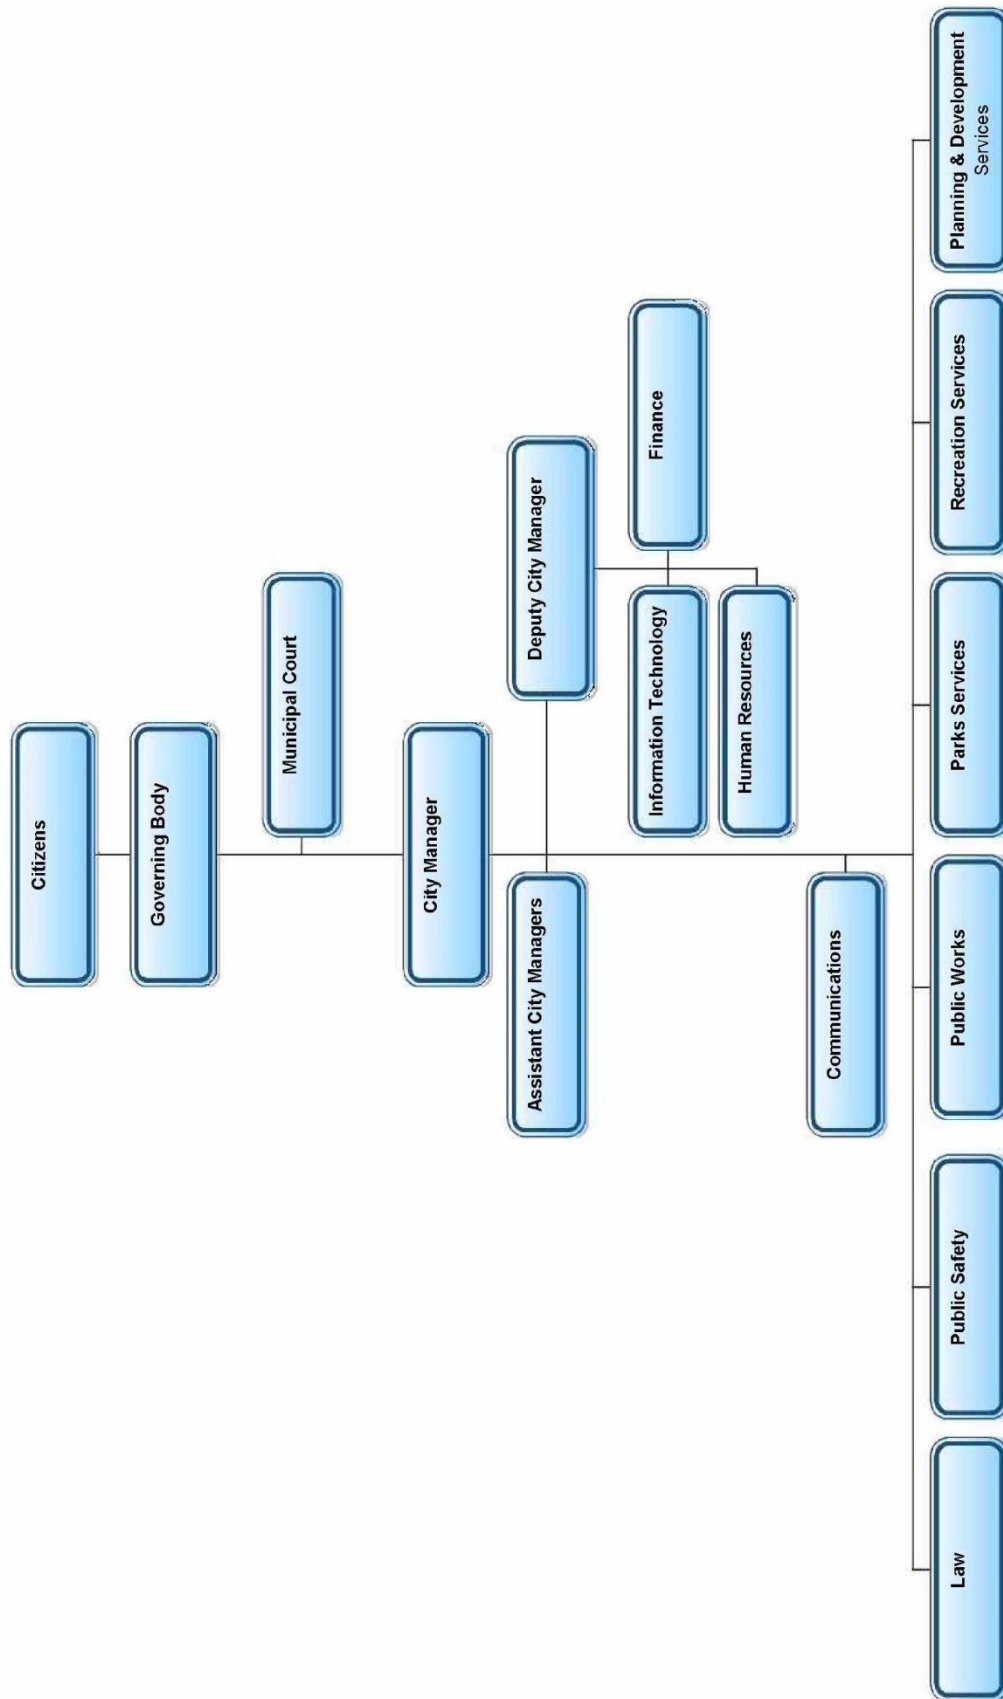 Citizens
Governing Body
Municipal Court
City Manager
Assistant City Managers
Deputy City Manager
Information Technology
Finance
Human Resources
Communications
Law
Public Safety
Public Works
Parks Services
Recreation Services
Planning & Development
Services